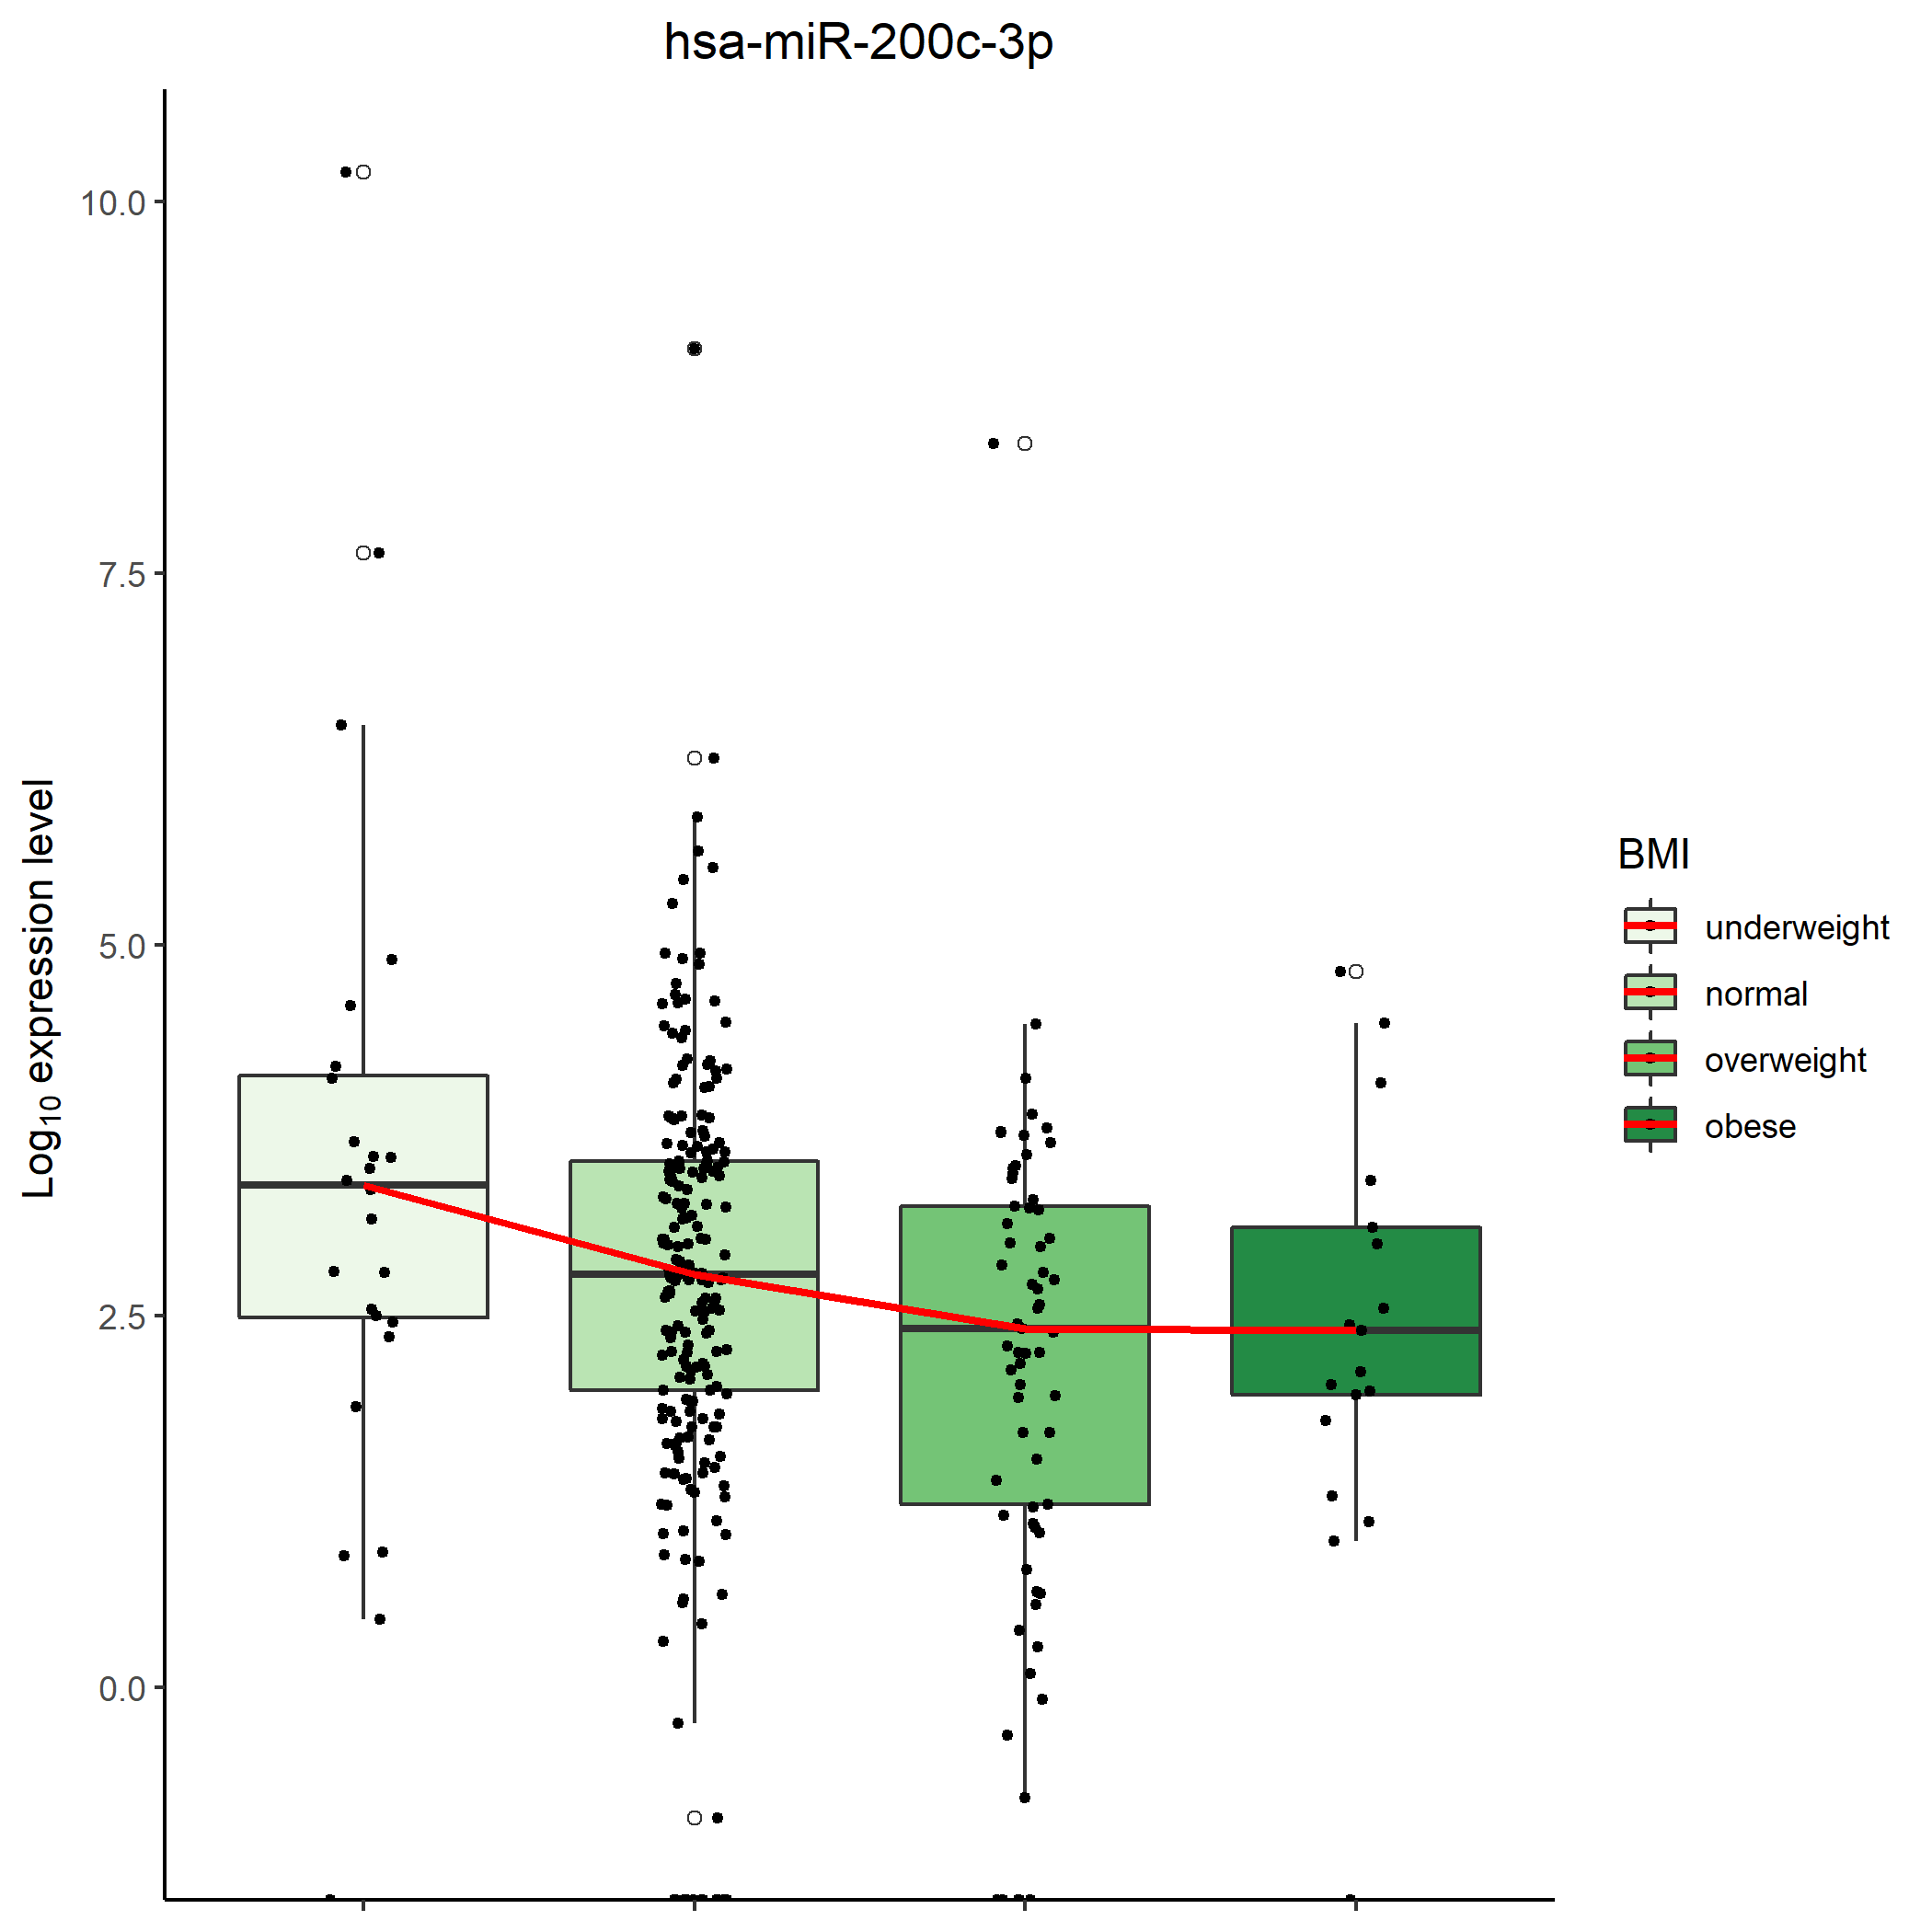 hsa-miR-200c-3p
Log10 expression level
10.0
7.5
5.0
2.5
0.0
BMI
underweight
normal
overweight
obese